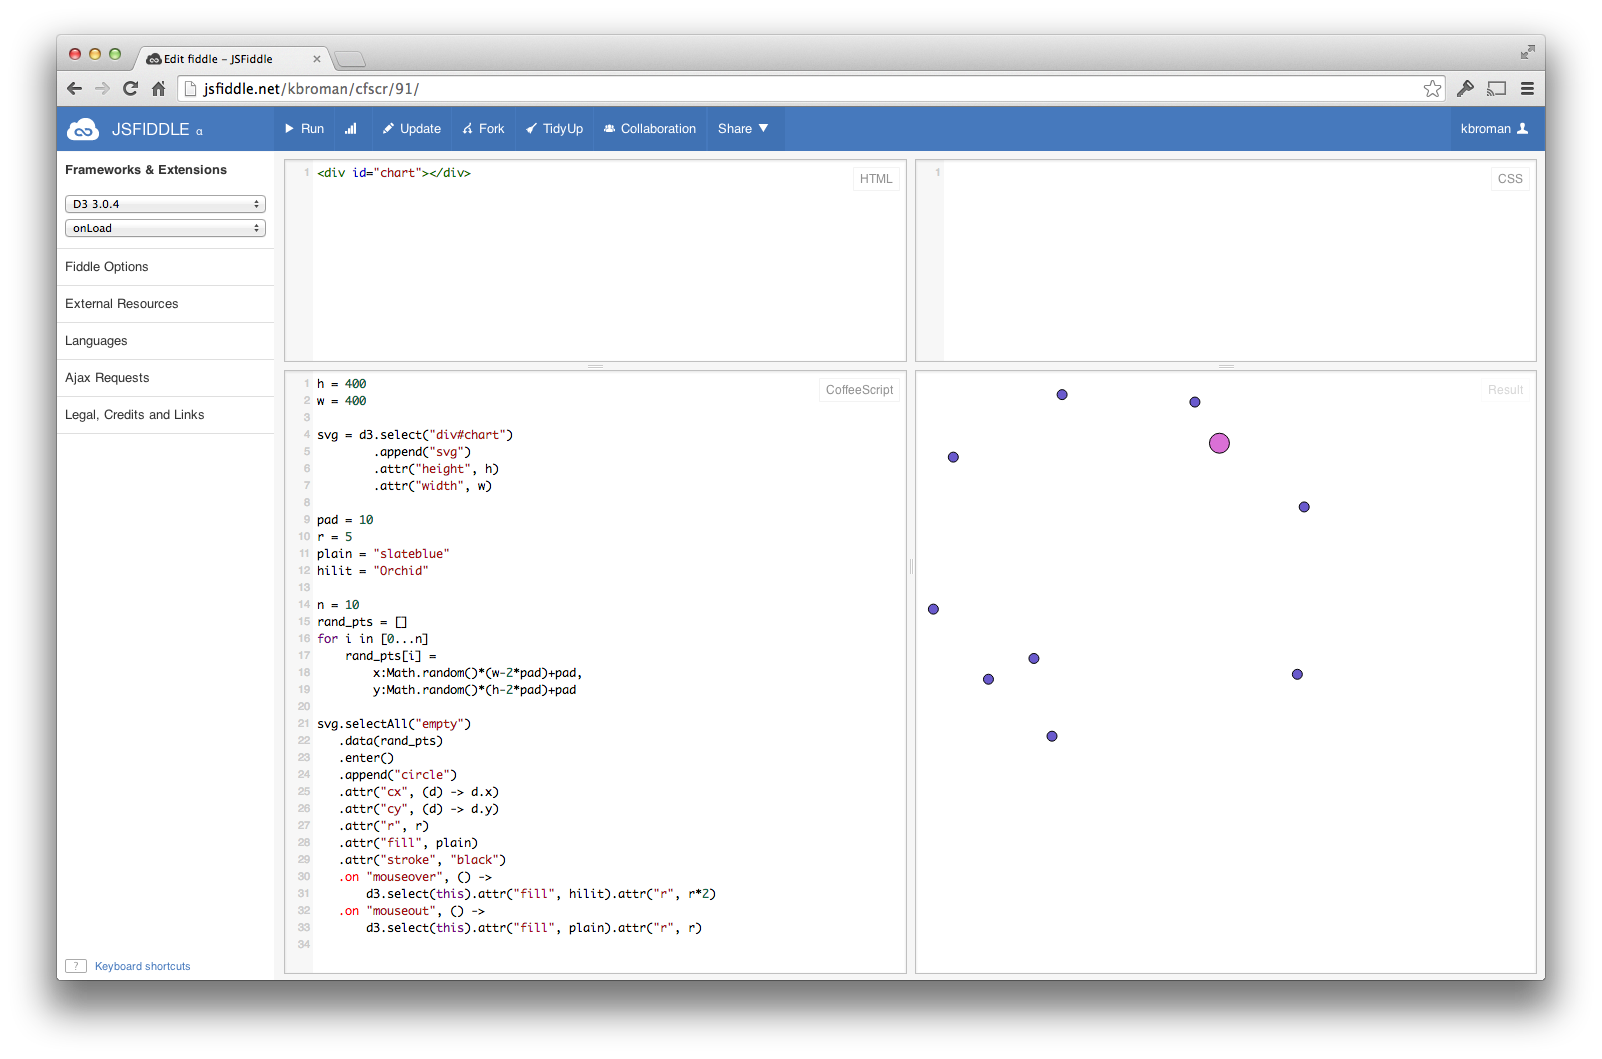 Edit fiddle – JSFiddle
jsfiddle.net/kbroman/cfscr/91/
JSFIDDLE α
Run
Update
Fork
TidyUp
Collaboration
Share ▼
kbroman
Frameworks & Extensions
D3 3.0.4
onLoad
Fiddle Options
External Resources
Languages
Ajax Requests
Legal, Credits and Links
? Keyboard shortcuts
1 <div id="chart"></div>
HTML
1
CSS
CoffeeScript
1 h = 400
2 w = 400
3
4 svg = d3.select("div#chart")
5         .append("svg")
6         .attr("height", h)
7         .attr("width", w)
8
9 pad = 10
10 r = 5
11 plain = "slateblue"
12 hilit = "Orchid"
13
14 n = 10
15 rand_pts = []
16 for i in [0...n]
17     rand_pts[i] =
18         x:Math.random()*(w-2*pad)+pad,
19         y:Math.random()*(h-2*pad)+pad
20
21 svg.selectAll("empty")
22    .data(rand_pts)
23    .enter()
24    .append("circle")
25    .attr("cx", (d) -> d.x)
26    .attr("cy", (d) -> d.y)
27    .attr("r", r)
28    .attr("fill", plain)
29    .attr("stroke", "black")
30    .on "mouseover", () ->
31        d3.select(this).attr("fill", hilit).attr("r", r*2)
32    .on "mouseout", () ->
33        d3.select(this).attr("fill", plain).attr("r", r)
34
Result